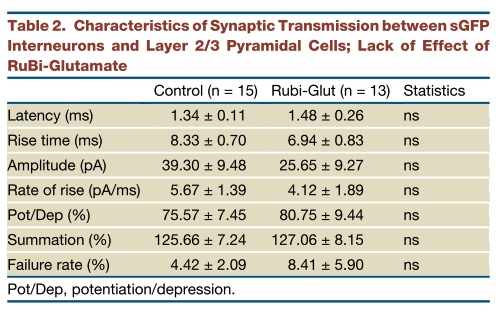 Table 2. Characteristics of Synaptic Transmission between sGFP
Interneurons and Layer 2/3 Pyramidal Cells; Lack of Effect of
RuBi-Glutamate
Control (n = 15) Rubi-Glut (n = 13) Statistics
Latency (ms) 1.34 ± 0.11 1.48 ± 0.26 ns
Rise time (ms) 8.33 ± 0.70 6.94 ± 0.83 ns
Amplitude (pA) 39.30 ± 9.48 25.65 ± 9.27 ns
Rate of rise (pA/ms) 5.67 ± 1.39 4.12 ± 1.89 ns
Pot/Dep (%) 75.57 ± 7.45 80.75 ± 9.44 ns
Summation (%) 125.66 ± 7.24 127.06 ± 8.15 ns
Failure rate (%) 4.42 ± 2.09 8.41 ± 5.90 ns
Pot/Dep, potentiation/depression.